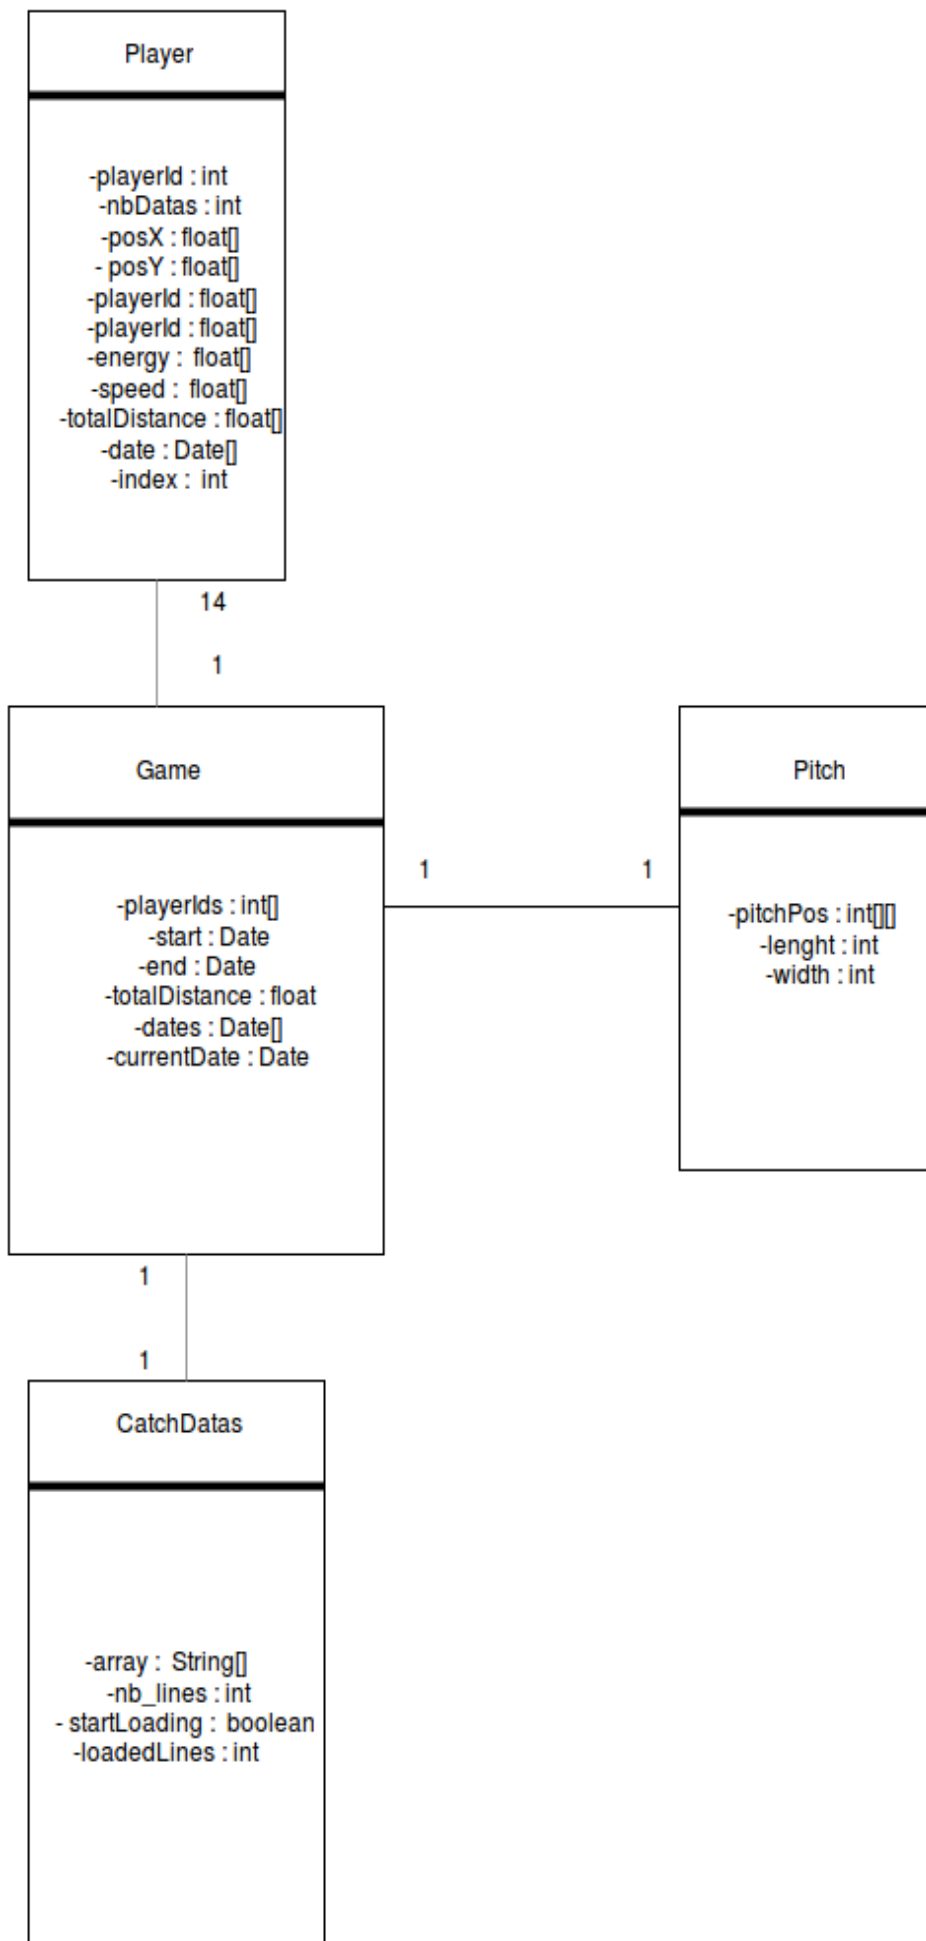 Player
-playerId : int
-nbDatas : int
-posX : float[]
- posY : float[]
-playerId : float[]
-playerId : float[]
-energy : float[]
-speed : float[]
-totalDistance : float[]
-date : Date[]
-index : int
14
1
Game
-playerIds : int[]
-start : Date
-end : Date
-totalDistance : float
-dates : Date[]
-currentDate : Date
1
1
Pitch
-pitchPos : int[][]
-lenght : int
-width : int
1
1
CatchDatas
-array : String[]
-nb_lines : int
- startLoading : boolean
-loadedLines : int